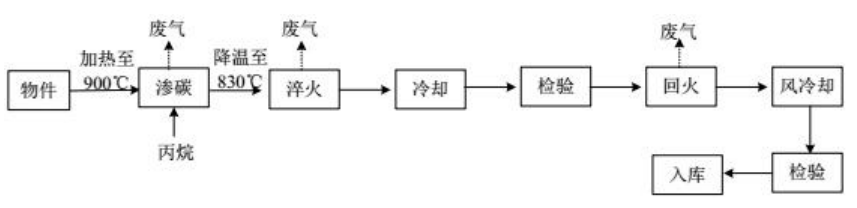 废气
废气
废气
加热至
降温至
物件
900℃
渗碳
830℃
淬火
冷却
检验
回火
风冷却
丙烷
入库
检验